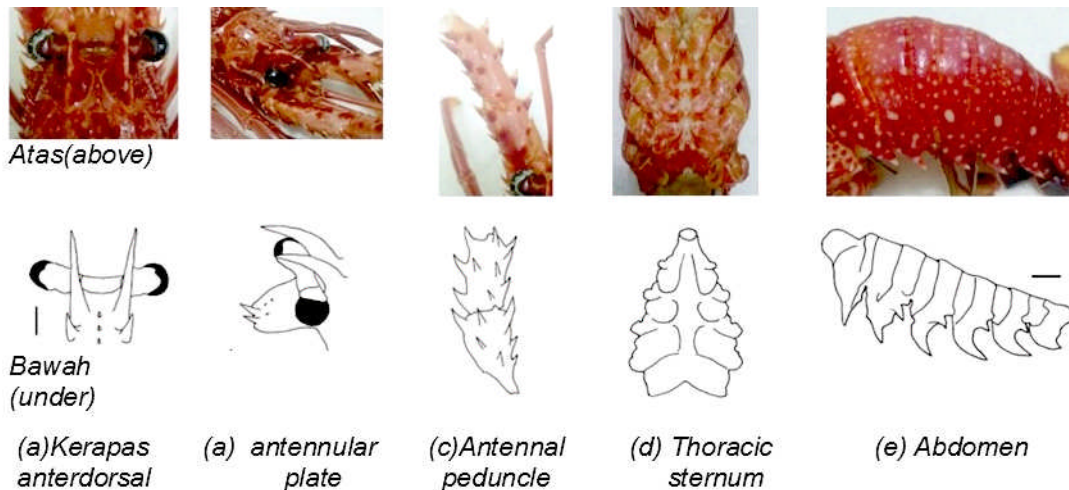 Atas(above)
Bawah
(under)
(a)Kerapas
anterdorsal
(a) antennular
plate
(c)Antennal
peduncle
(d) Thoracic
sternum
(e) Abdomen